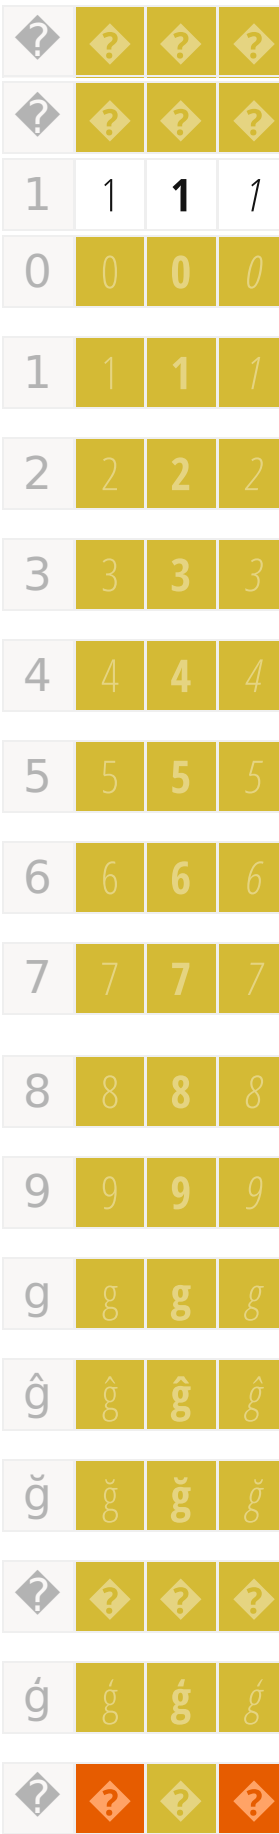 � � � �
� � � �
1 1 1 1
0 0 0 0
1 1 1 1
2 2 2 2
3 3 3 3
4 4 4 4
5 5 5 5
6 6 6 6
7 7 7 7
8 8 8 8
9 9 9 9
g g g g
ĝ ĝ ĝ ĝ
ğ ğ ğ ğ
� � � �
ǵ ǵ ǵ ǵ
� � � �